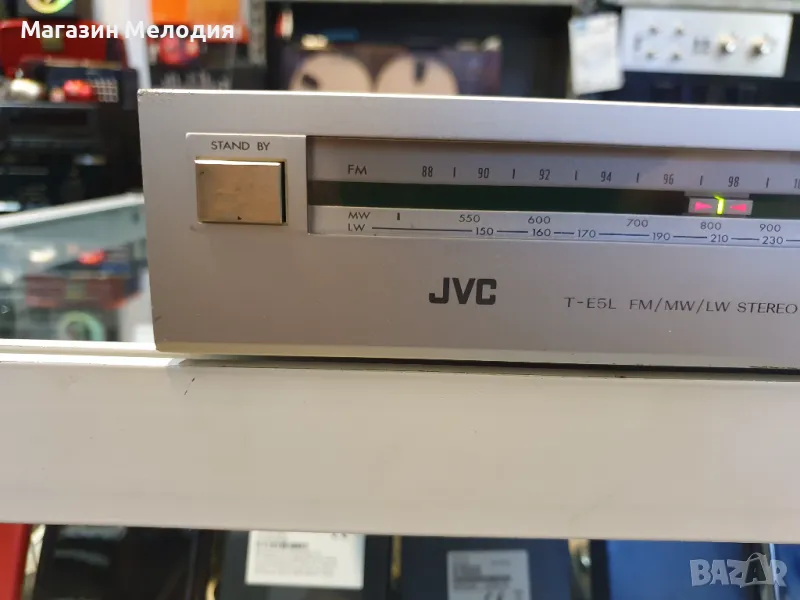 Магазин Мелодия
STAND BY
FM 88 90 92 94 96 98
MW 550 600 700 800 900
LW 150 160 170 190 210 230
JVC
T-E5L FM/MW/LW STEREO
BAZAR